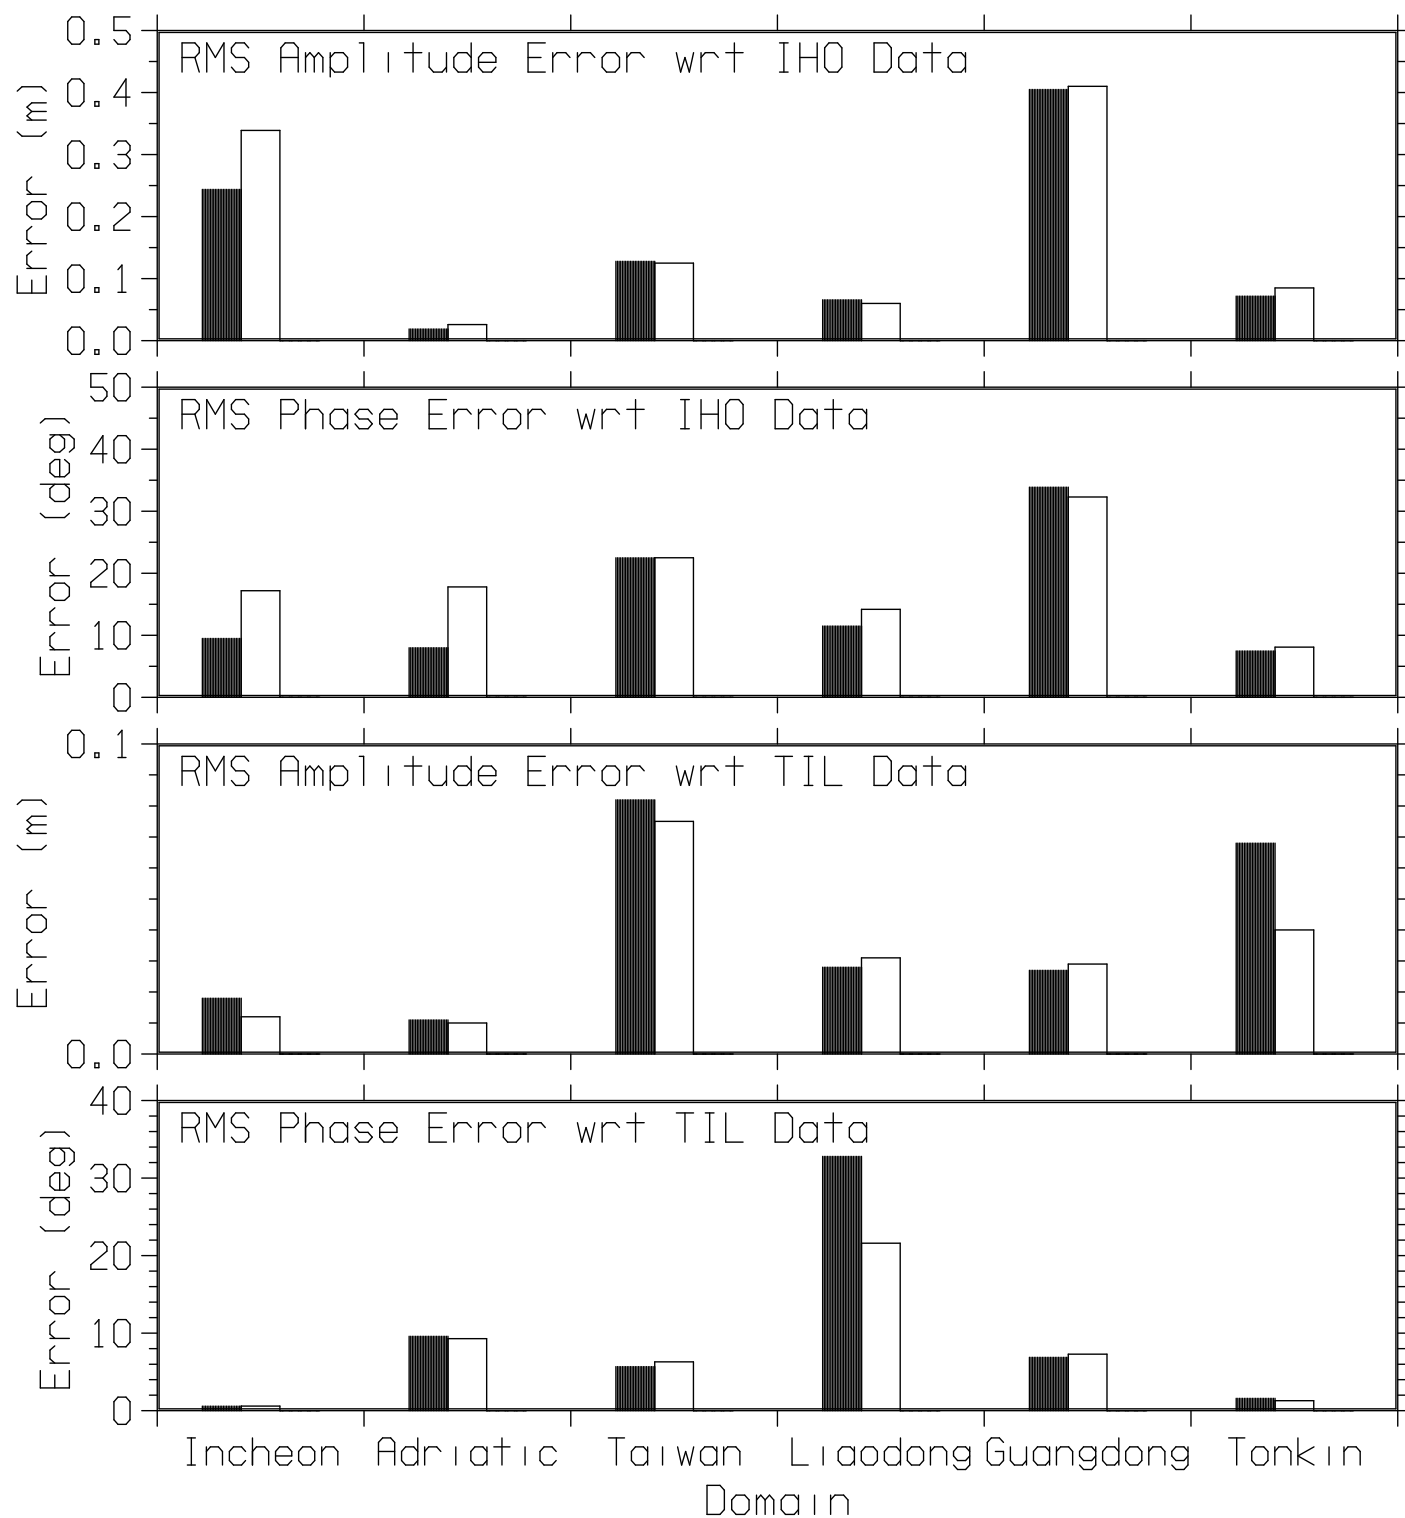 RMS Amplitude Error wrt IHO Data
Error (m)
0.5
0.4
0.3
0.2
0.1
0.0
RMS Phase Error wrt IHO Data
Error (deg)
50
40
30
20
10
0
RMS Amplitude Error wrt TIL Data
Error (m)
0.1
0.0
RMS Phase Error wrt TIL Data
Error (deg)
40
30
20
10
0
Incheon Adriatic Taiwan Liaodong Guangdong Tonkin
Domain